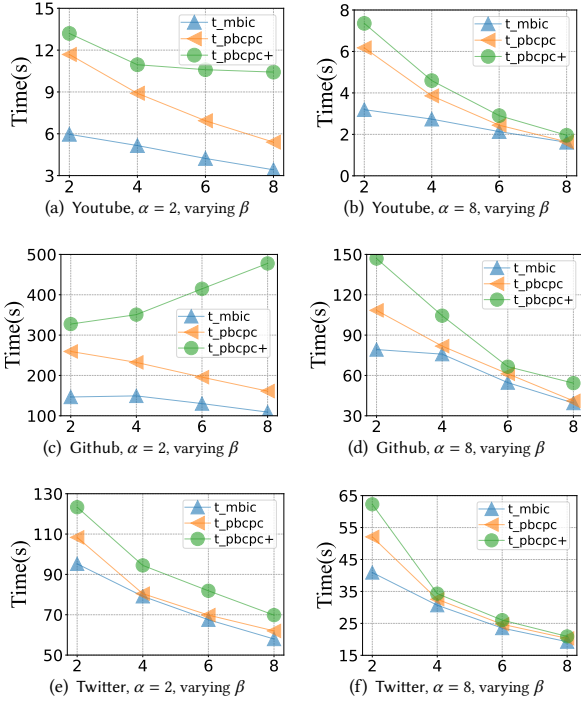 15
12
9
6
3
Time(s)
t_mbic
t_pbcpc
t_pbcpc+
2 4 6 8
(a) Youtube, α = 2, varying β
8
6
4
2
0
Time(s)
t_mbic
t_pbcpc
t_pbcpc+
2 4 6 8
(b) Youtube, α = 8, varying β
500
400
300
200
100
Time(s)
t_mbic
t_pbcpc
t_pbcpc+
2 4 6 8
(c) Github, α = 2, varying β
150
120
90
60
30
Time(s)
t_mbic
t_pbcpc
t_pbcpc+
2 4 6 8
(d) Github, α = 8, varying β
130
110
90
70
50
Time(s)
t_mbic
t_pbcpc
t_pbcpc+
2 4 6 8
(e) Twitter, α = 2, varying β
65
55
45
35
25
15
Time(s)
t_mbic
t_pbcpc
t_pbcpc+
2 4 6 8
(f) Twitter, α = 8, varying β